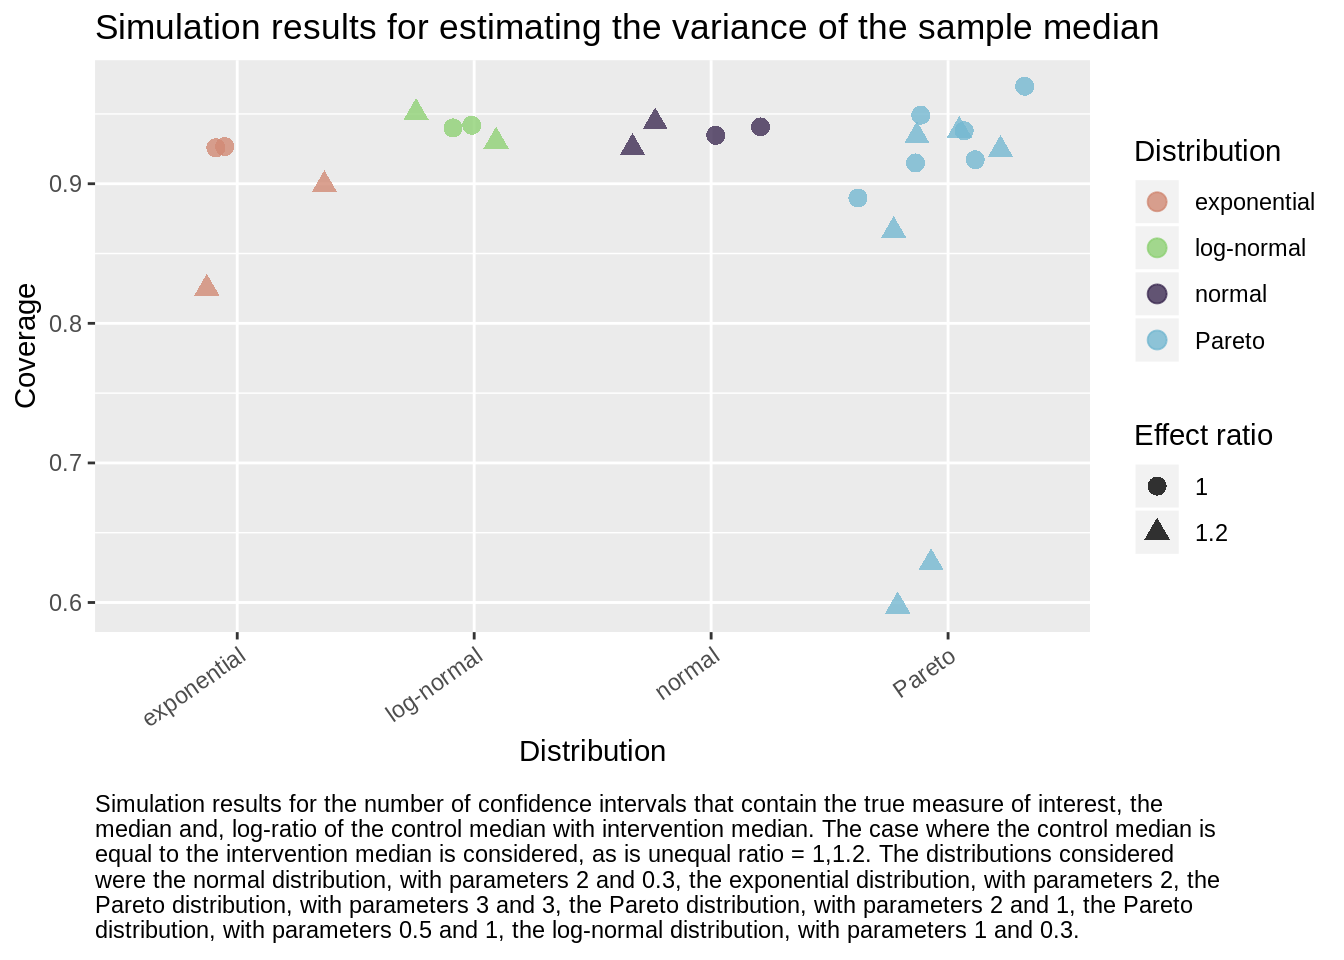 Simulation results for estimating the variance of the sample median
Coverage
0.9
0.8
0.7
0.6
exponential
log-normal
normal
Pareto
Distribution
Distribution
exponential
log-normal
normal
Pareto
Effect ratio
1
1.2
Simulation results for the number of confidence intervals that contain the true measure of interest, the
median and, log-ratio of the control median with intervention median. The case where the control median is
equal to the intervention median is considered, as is unequal ratio = 1,1.2. The distributions considered
were the normal distribution, with parameters 2 and 0.3, the exponential distribution, with parameters 2, the
Pareto distribution, with parameters 3 and 3, the Pareto distribution, with parameters 2 and 1, the Pareto
distribution, with parameters 0.5 and 1, the log-normal distribution, with parameters 1 and 0.3.